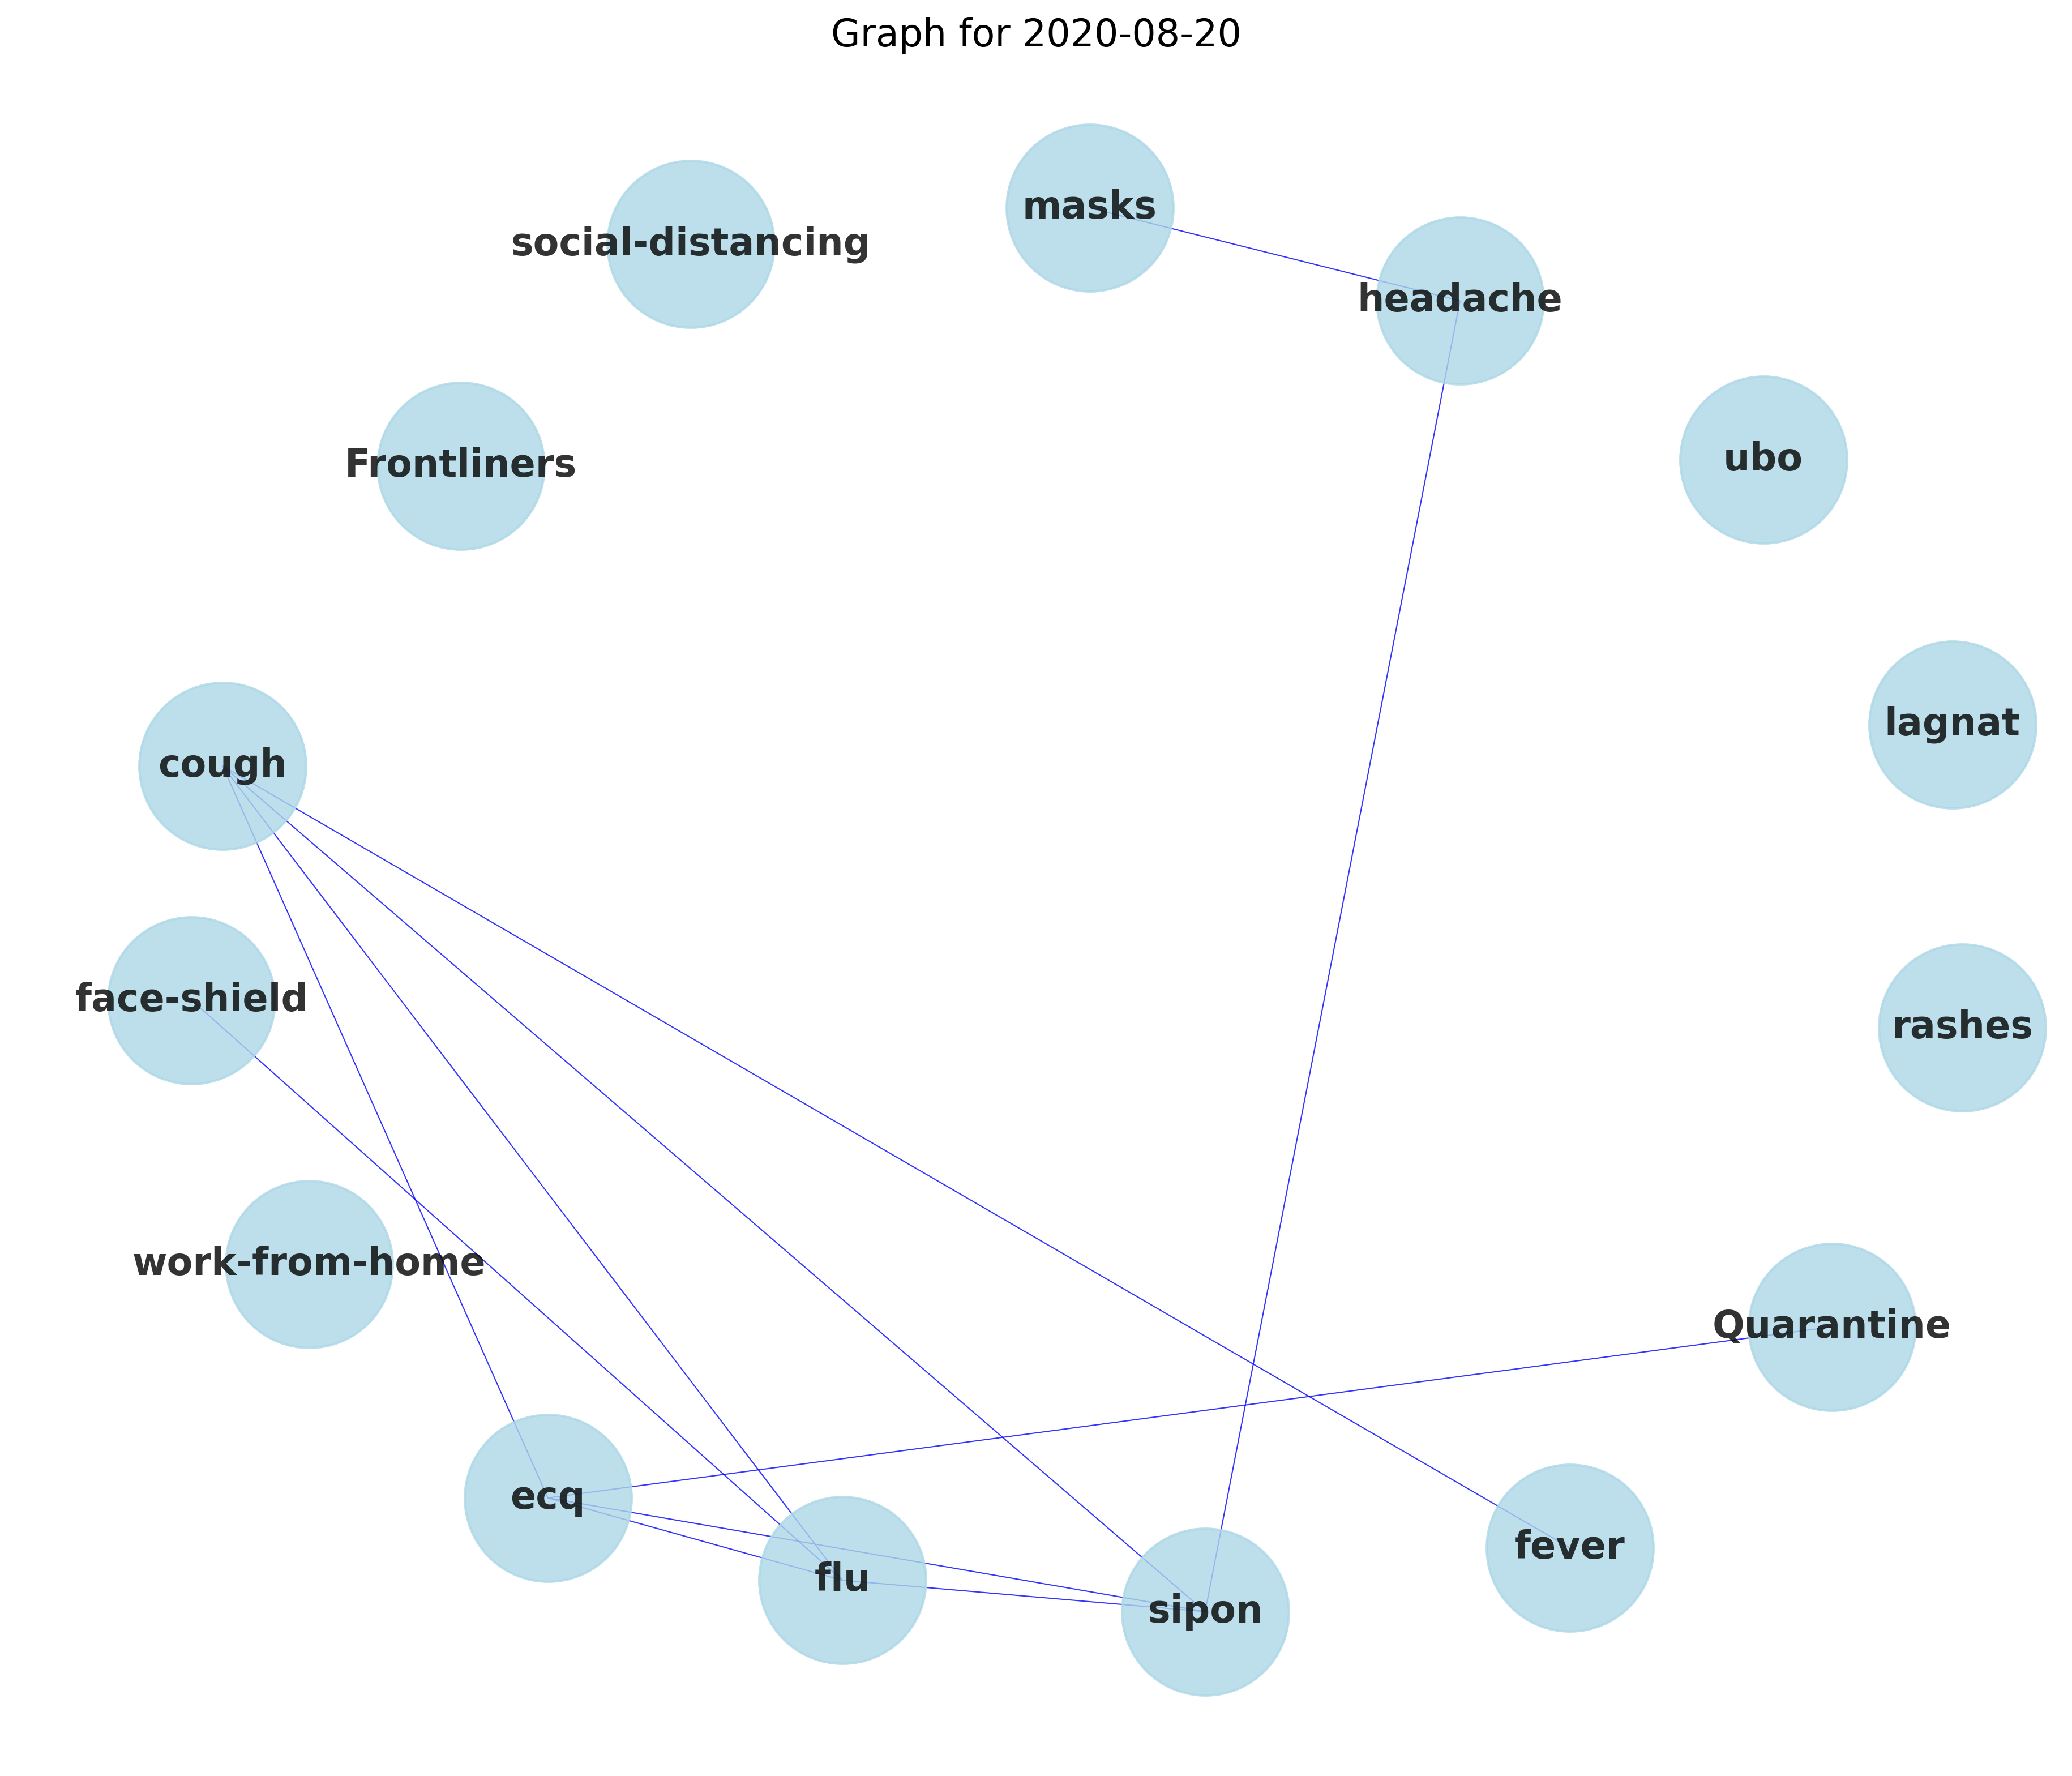 Graph for 2020-08-20
masks
social-distancing
headache
ubo
Frontliners
lagnat
cough
face-shield
rashes
work-from-home
Quarantine
ecq
fever
flu
sipon